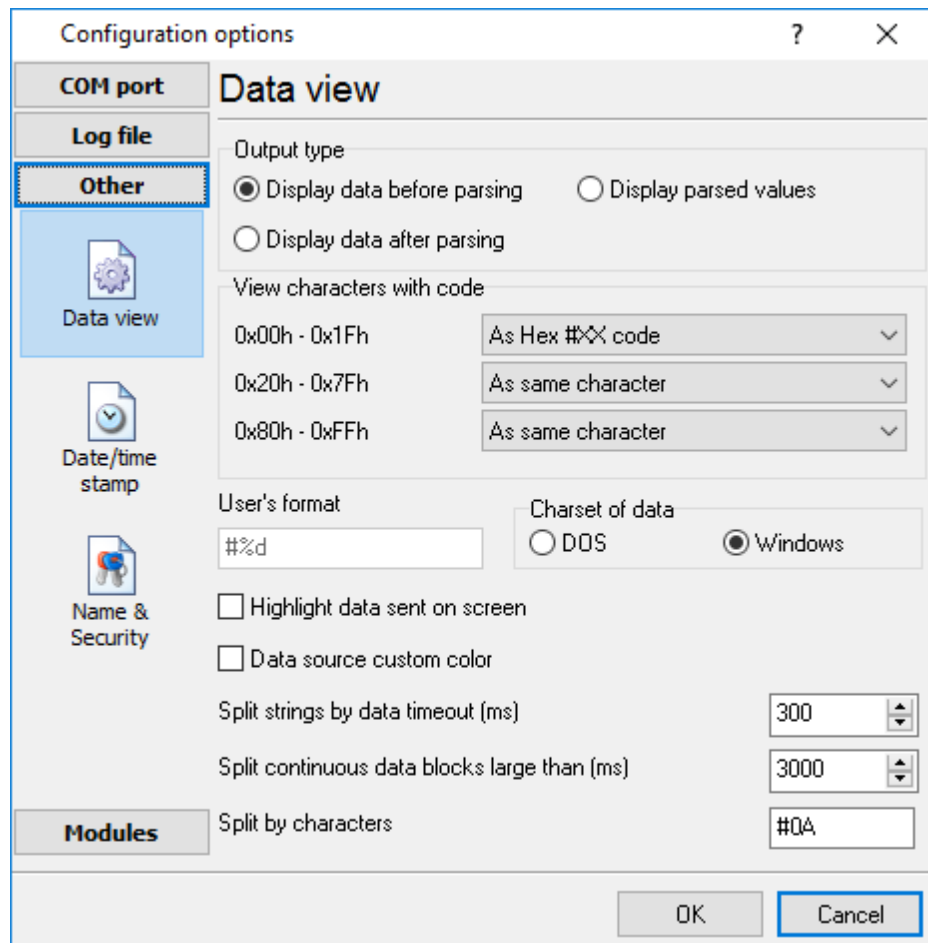 Configuration options
?
COM port
Log file
Other
Data view
Date/time
stamp
Name &
Security
Modules
Data view
Output type
Display data before parsing
Display parsed values
Display data after parsing
View characters with code
0x00h - 0x1Fh
As Hex #XX code
0x20h - 0x7Fh
As same character
0x80h - 0xFFh
As same character
User's format
#%d
Charset of data
DOS
Windows
Highlight data sent on screen
Data source custom color
Split strings by data timeout (ms)
300
Split continuous data blocks large than (ms)
3000
Split by characters
#0A
OK
Cancel